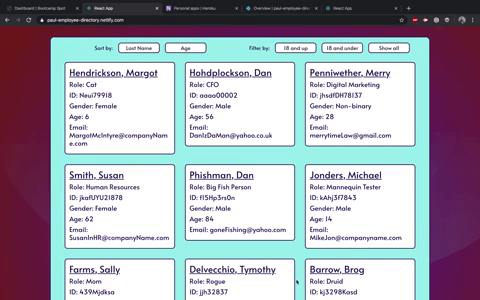 Dashboard | Bootcamp Spot
React App
Personal apps | Heroku
Overview | paul-employee-dire
React App
paul-employee-directory.netlify.com
Sort by: Last Name Age Filter by: 18 and up 18 and under Show all
Hendrickson, Margot
Role: Cat
ID: Neui79918
Gender: Female
Age: 6
Email:
MargotMcIntyre@companyNam
e.com
Hohdplockson, Dan
Role: CFO
ID: aaaa00002
Gender: Male
Age: 56
Email:
DanIzDaMan@yahoo.co.uk
Penniwether, Merry
Role: Digital Marketing
ID: jhsdfDH78137
Gender: Non-binary
Age: 28
Email:
merrytimeLaw@gmail.com
Smith, Susan
Role: Human Resources
ID: jkafUYU21878
Gender: Female
Age: 62
Email:
SusanInHR@companyName.com
Phishman, Dan
Role: Big Fish Person
ID: f15Hp3rs0n
Gender: Male
Age: 84
Email: goneFishing@yahoo.com
Jonders, Michael
Role: Mannequin Tester
ID: kAhj3f7843
Gender: Male
Age: 14
Email:
MikeJon@companyname.com
Farms, Sally
Role: Mom
ID: 439Mjdksa
Delvecchio, Tymothy
Role: Rogue
ID: jjh32837
Barrow, Brog
Role: Druid
ID: kj3298Kasd